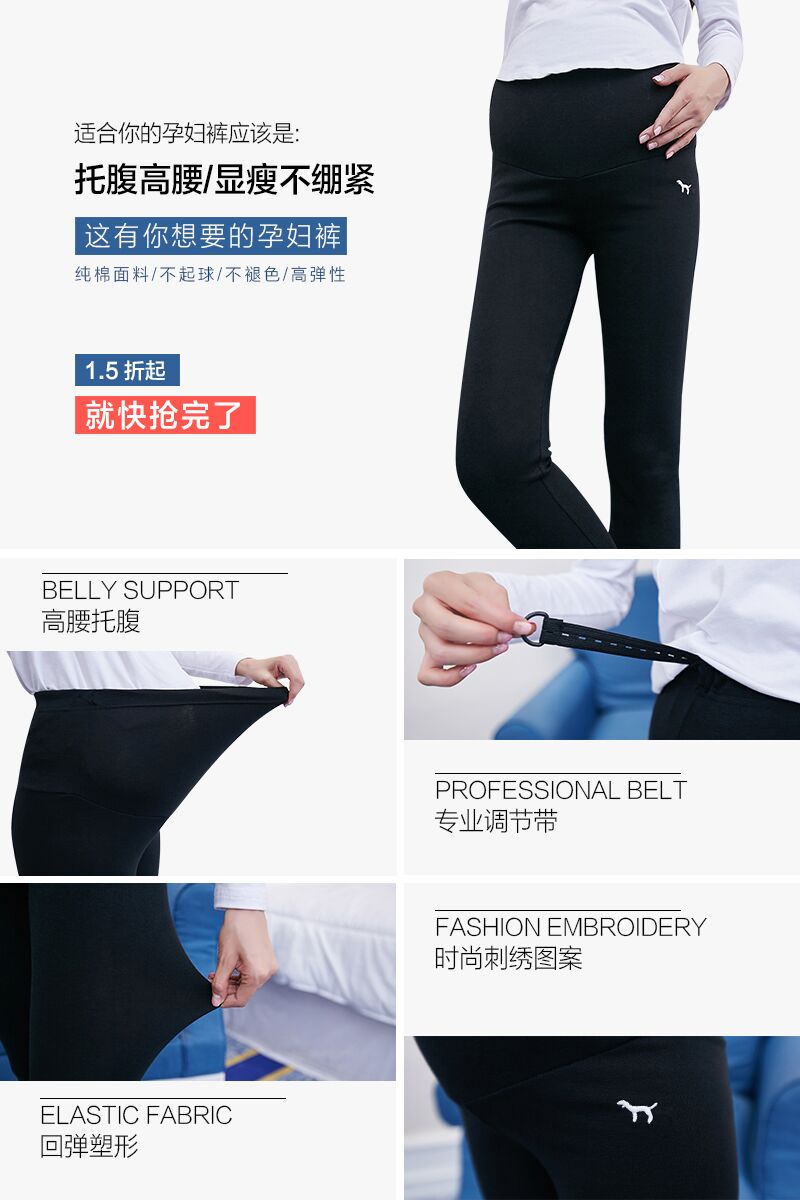 适合你的孕妇裤应该是:
托腹高腰/显瘦不绷紧
这有你想要的孕妇裤
纯棉面料/不起球/不褪色/高弹性
1.5 折起
就快抢完了
BELLY SUPPORT
高腰托腹
PROFESSIONAL BELT
专业调节带
ELASTIC FABRIC
回弹塑形
FASHION EMBROIDERY
时尚刺绣图案